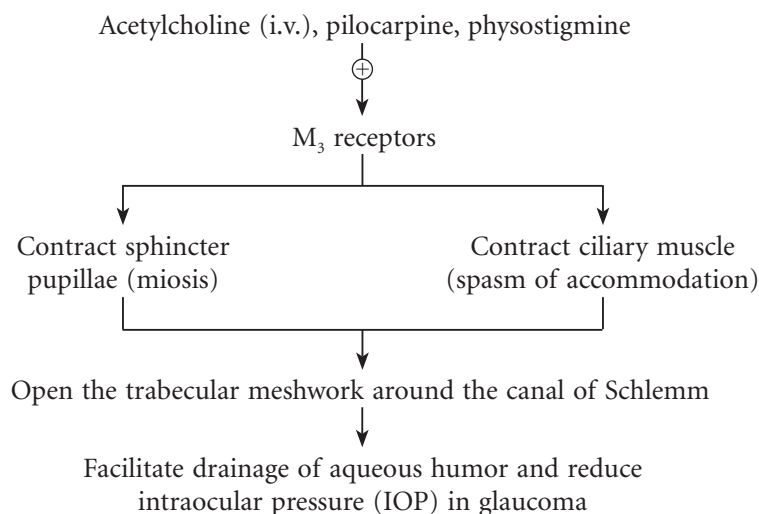 Acetylcholine (i.v.), pilocarpine, physostigmine
+
M₃ receptors
Contract sphincter
pupillae (miosis)
Contract ciliary muscle
(spasm of accommodation)
Open the trabecular meshwork around the canal of Schlemm
Facilitate drainage of aqueous humor and reduce
intraocular pressure (IOP) in glaucoma